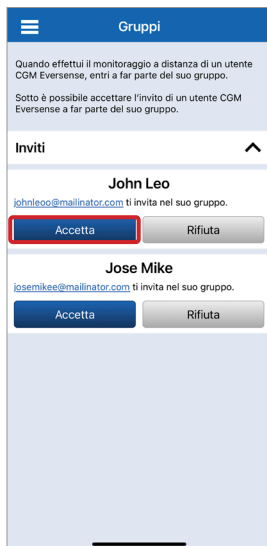 Gruppi
Quando effettui il monitoraggio a distanza di un utente
CGM Eversense, entri a far parte del suo gruppo.
Sotto è possibile accettare l'invito di un utente CGM
Eversense a far parte del suo gruppo.
Inviti
John Leo
johnleoo@mailinator.com ti invita nel suo gruppo.
Accetta Rifiuta
Jose Mike
josemikee@mailinator.com ti invita nel suo gruppo.
Accetta Rifiuta